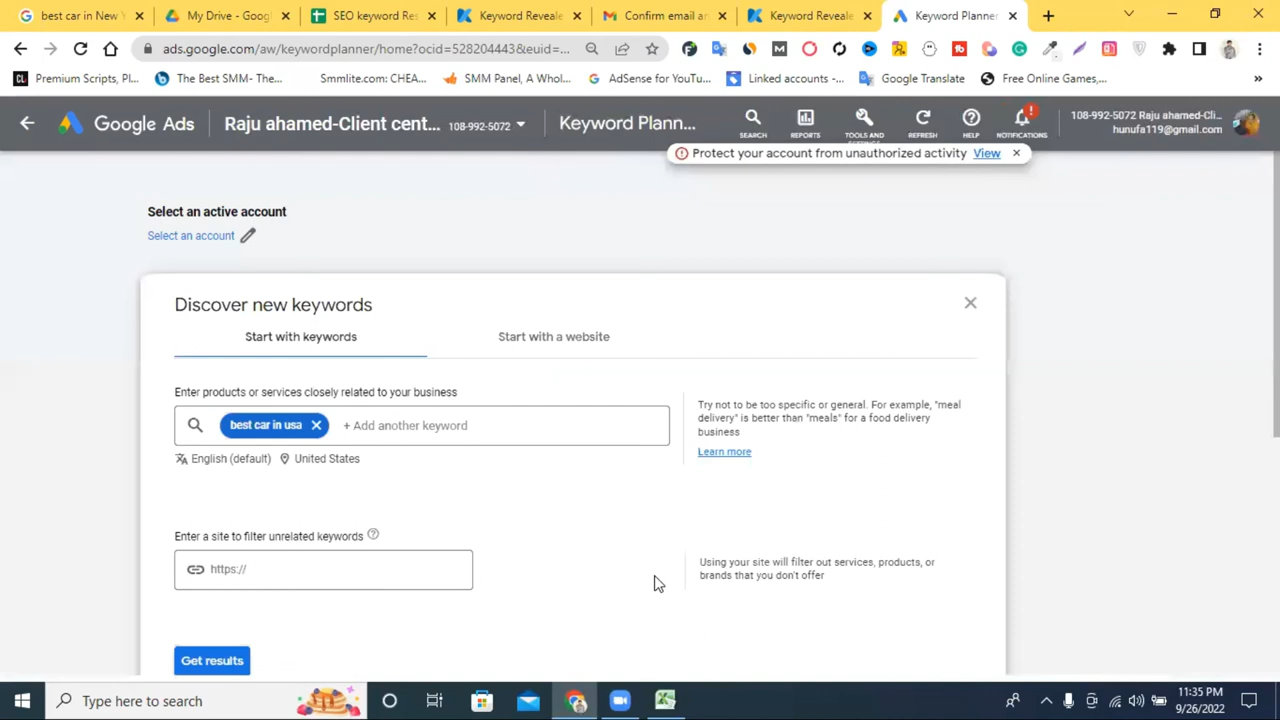 best car in New Y
My Drive - Googl
SEO keyword Res
Keyword Reveale
Confirm email an
Keyword Reveale
Keyword Planner
ads.google.com/aw/keywordplanner/home?ocid=528204443&euid=...
Premium Scripts, Pl...
The Best SMM- The...
Smmlite.com: CHEA...
SMM Panel, A Whol...
AdSense for YouTu...
Linked accounts -...
Google Translate
Free Online Games,...
»
Google Ads
Raju ahamed-Client cent...
108-992-5072
Keyword Plann...
SEARCH
REPORTS
TOOLS AND
REFRESH
HELP
NOTIFICATIONS
108-992-5072 Raju ahamed-Cli...
hunufa119@gmail.com
Protect your account from unauthorized activity View
Select an active account
Select an account
Discover new keywords
Start with keywords
Start with a website
Enter products or services closely related to your business
best car in usa
+ Add another keyword
English (default)
United States
Try not to be too specific or general. For example, "meal
delivery" is better than "meals" for a food delivery
business
Learn more
Enter a site to filter unrelated keywords
https://
Using your site will filter out services, products, or
brands that you don't offer
Get results
Type here to search
11:35 PM
9/26/2022